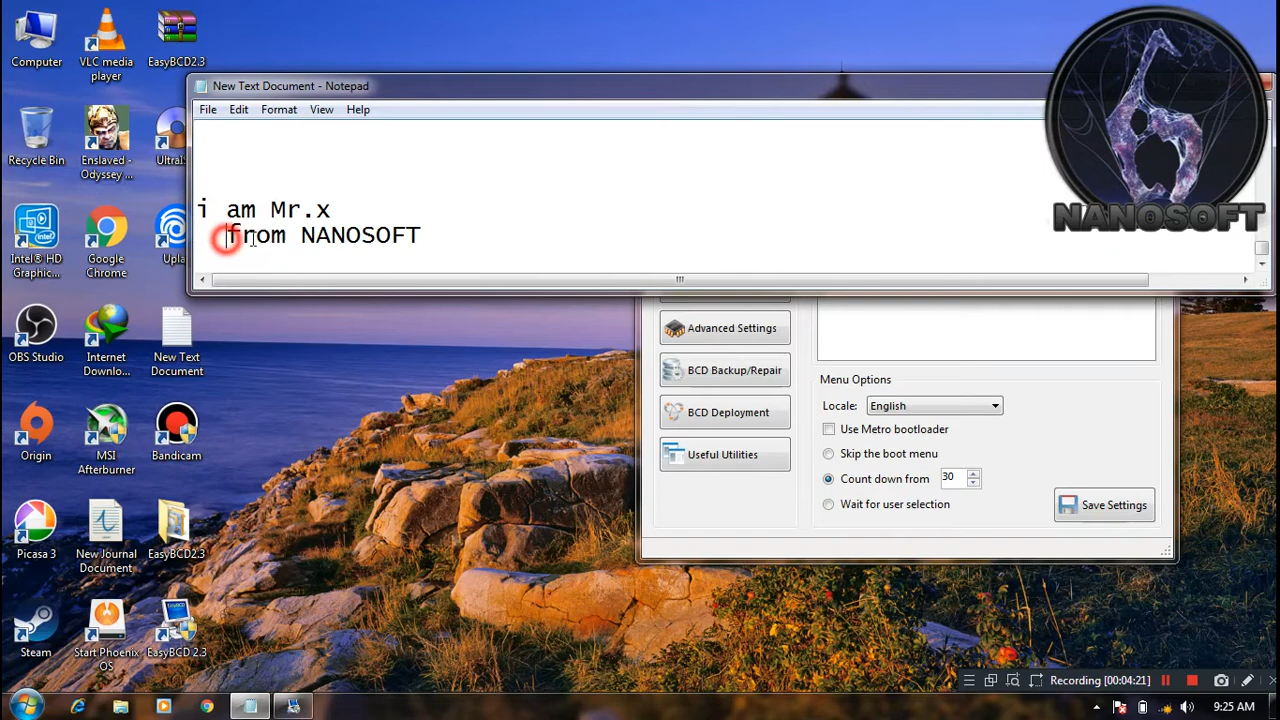 Computer
VLC media player
EasyBCD2.3
Recycle Bin
Enslaved - Odyssey ...
Intel® HD Graphic...
Google Chrome
OBS Studio
Internet Downlo...
New Text Document
Origin
MSI Afterburner
Bandicam
Picasa 3
New Journal Document
EasyBCD2.3
Steam
Start Phoenix OS
EasyBCD 2.3
New Text Document - Notepad
File Edit Format View Help
i am Mr.x
from NANOSOFT
NANOSOFT
Advanced Settings
BCD Backup/Repair
BCD Deployment
Useful Utilities
Menu Options
Locale: English
Use Metro bootloader
Skip the boot menu
Count down from 30
Wait for user selection
Save Settings
Recording [00:04:21]
9:25 AM